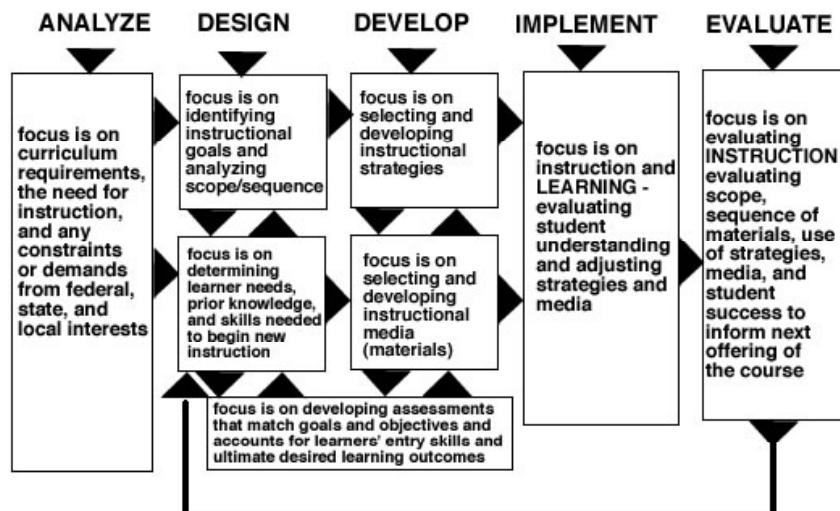 ANALYZE
DESIGN
DEVELOP
IMPLEMENT
EVALUATE
focus is on
curriculum
requirements,
the need for
instruction,
and any
constraints
or demands
from federal,
state, and
local interests
focus is on
identifying
instructional
goals and
analyzing
scope/sequence
focus is on
determining
learner needs,
prior knowledge,
and skills needed
to begin new
instruction
focus is on
selecting and
developing
instructional
strategies
focus is on
selecting and
developing
instructional
media
(materials)
focus is on developing assessments
that match goals and objectives and
accounts for learners' entry skills and
ultimate desired learning outcomes
focus is on
instruction and
LEARNING -
evaluating
student
understanding
and adjusting
strategies and
media
focus is on
evaluating
INSTRUCTION
evaluating
scope,
sequence of
materials, use
of strategies,
media, and
student
success to
inform next
offering of
the course